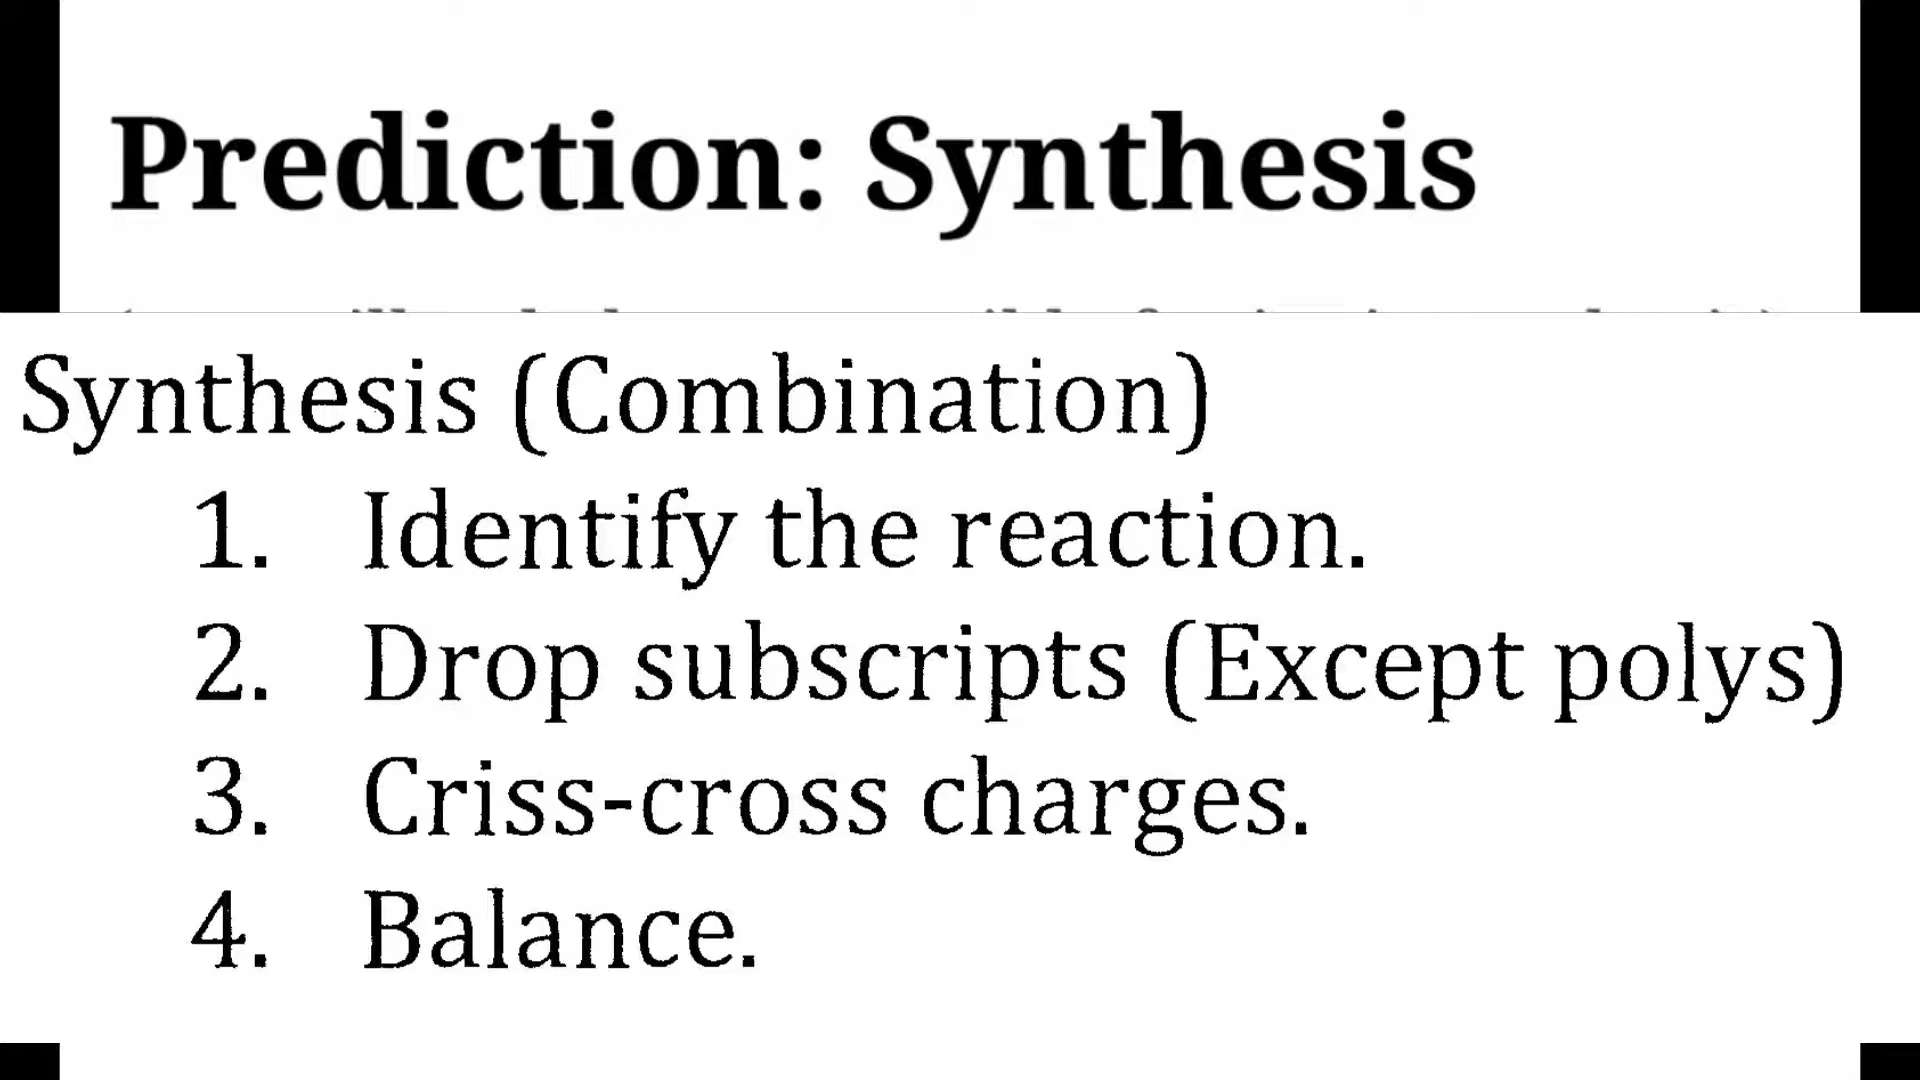 Prediction: Synthesis
Synthesis (Combination)
1. Identify the reaction.
2. Drop subscripts (Except polys)
3. Criss-cross charges.
4. Balance.